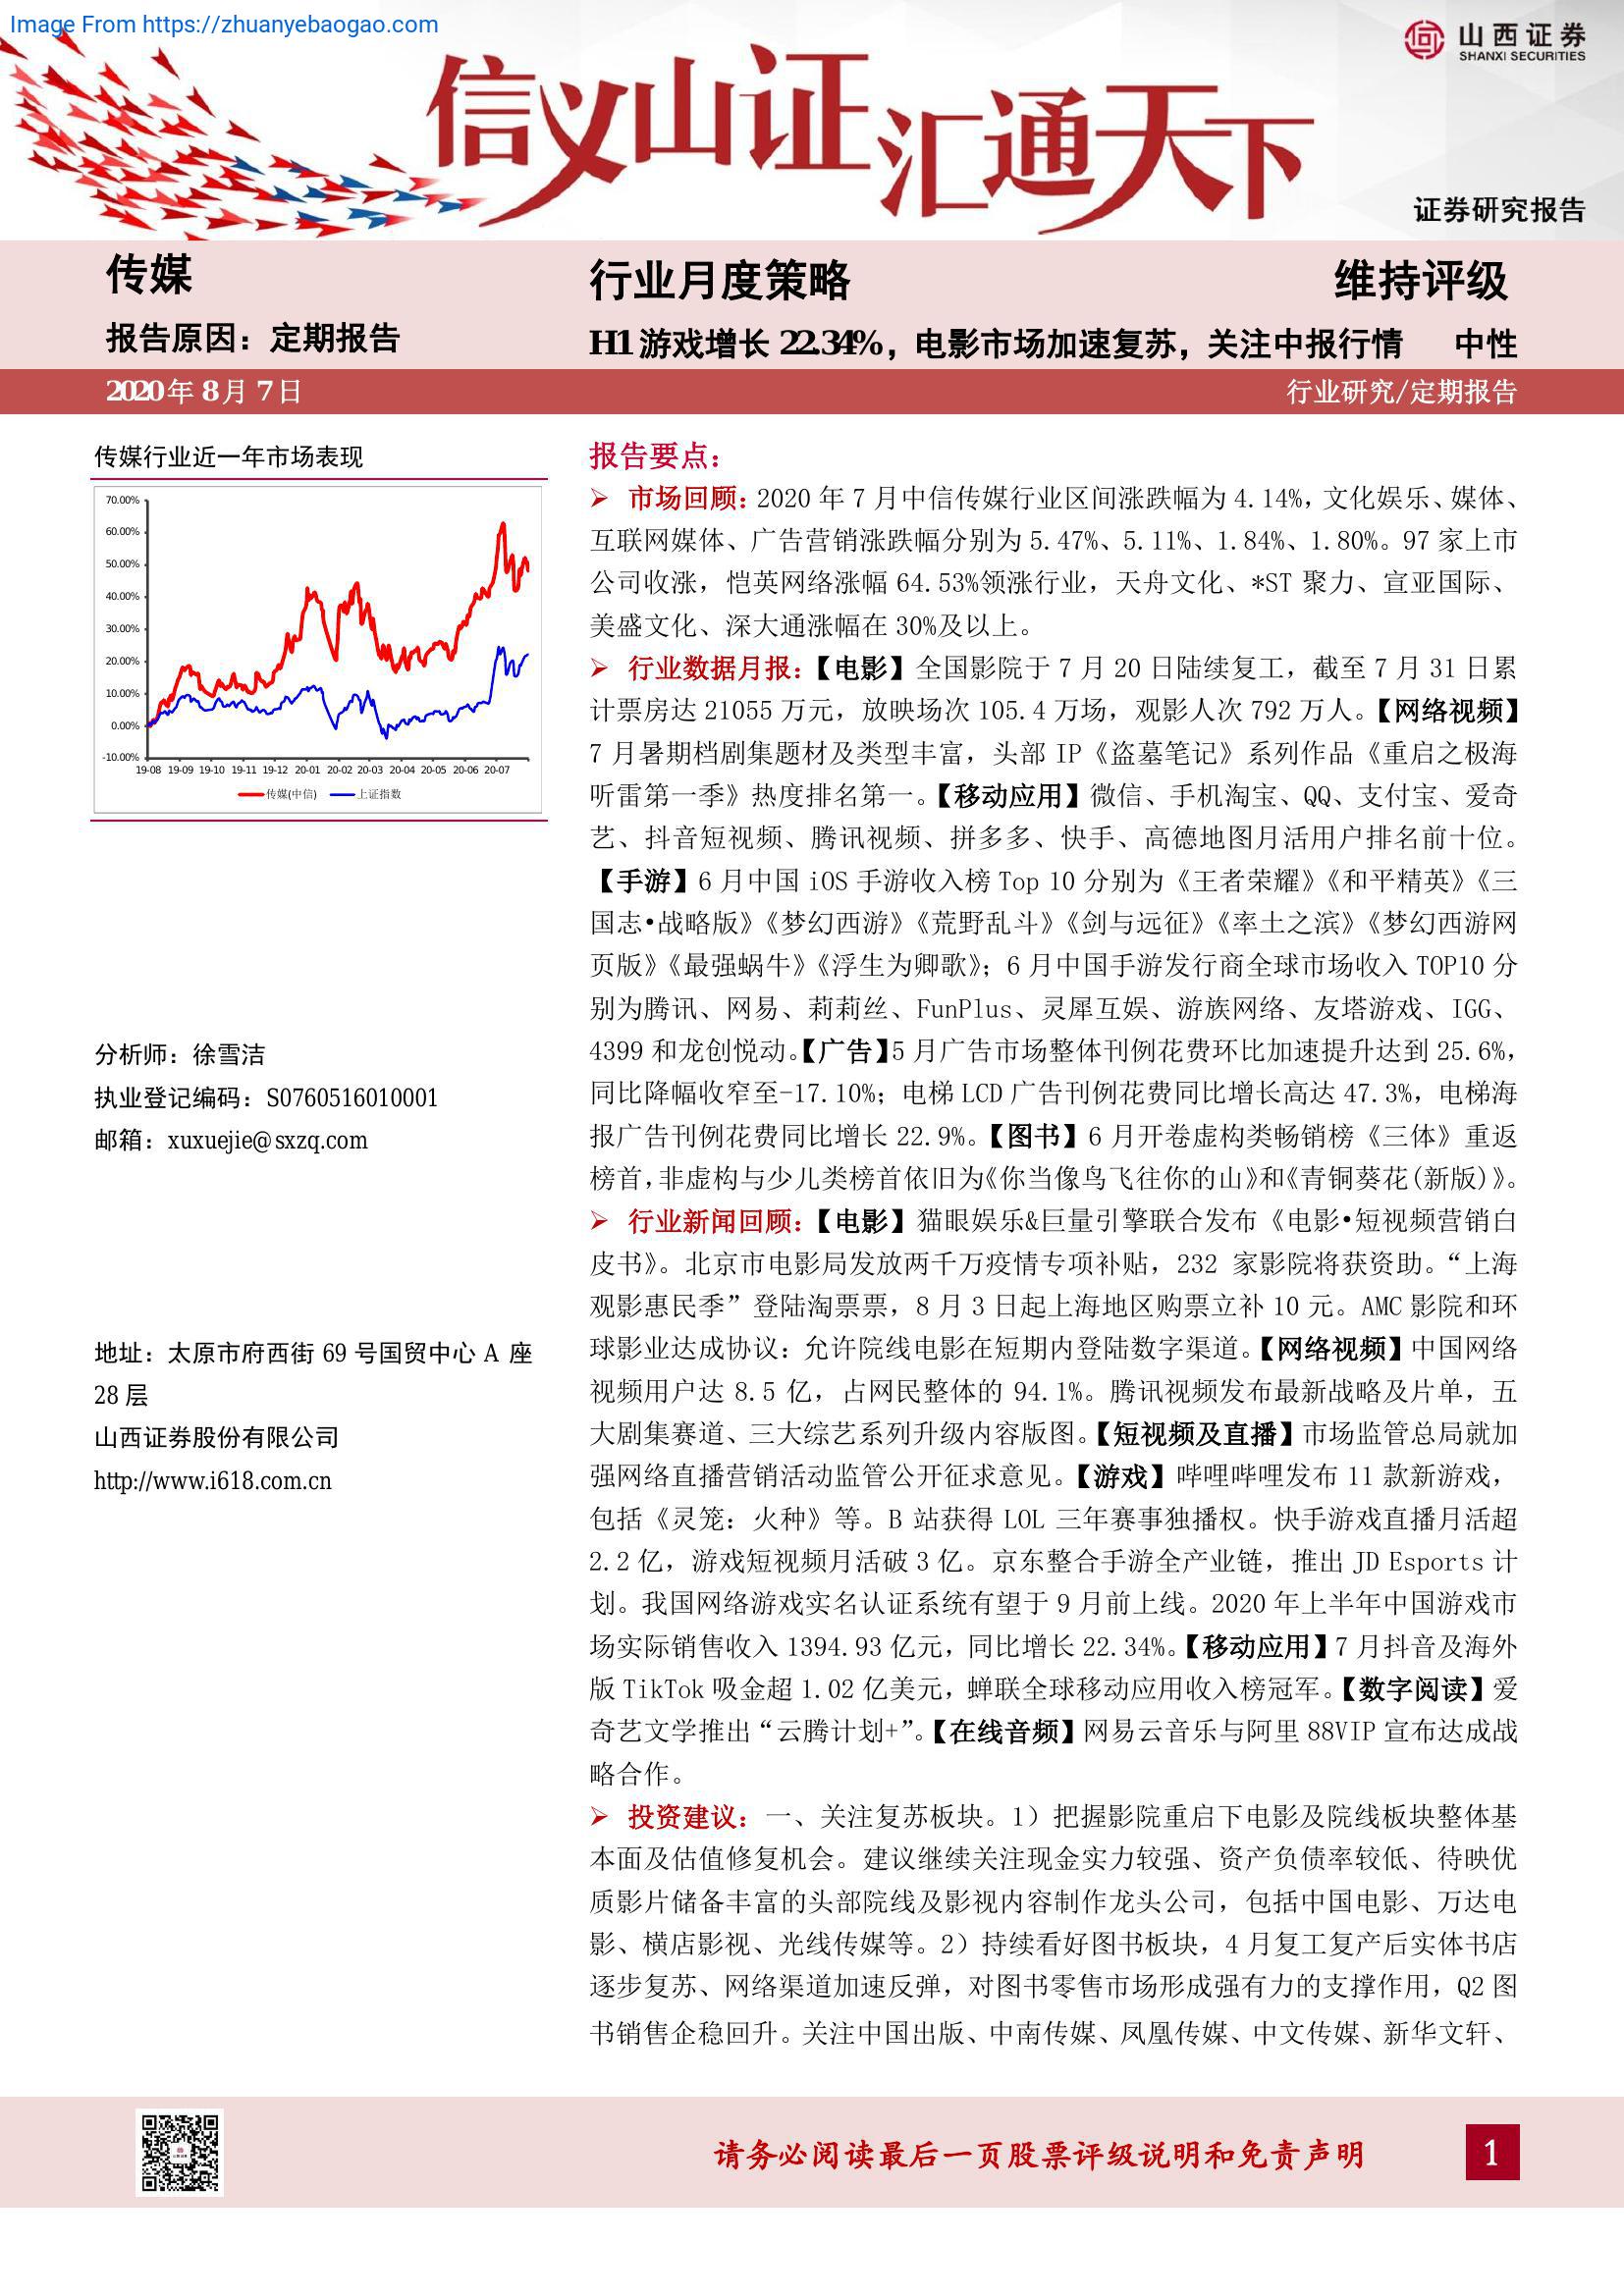 Image From https://zhuanyebaogao.com
山西证券
SHANXI SECURITIES
信义山证汇通天下
证券研究报告
传媒
报告原因：定期报告
行业月度策略
维持评级
H1 游戏增长 22.34%，电影市场加速复苏，关注中报行情
中性
2020 年 8 月 7 日
行业研究/定期报告
传媒行业近一年市场表现
70.00%
60.00%
50.00%
40.00%
30.00%
20.00%
10.00%
0.00%
-10.00%
19-08 19-09 19-10 19-11 19-12 20-01 20-02 20-03 20-04 20-05 20-06 20-07
传媒(中信) 上证指数
分析师：徐雪洁
执业登记编码：S0760516010001
邮箱：xuxuejie@sxzq.com
地址：太原市府西街 69 号国贸中心 A 座
28 层
山西证券股份有限公司
http://www.i618.com.cn
报告要点：
➢ 市场回顾：2020 年 7 月中信传媒行业区间涨跌幅为 4.14%，文化娱乐、媒体、
互联网媒体、广告营销涨跌幅分别为 5.47%、5.11%、1.84%、1.80%。97 家上市
公司收涨，恺英网络涨幅 64.53%领涨行业，天舟文化、*ST 聚力、宣亚国际、
美盛文化、深大通涨幅在 30%及以上。
➢ 行业数据月报：【电影】全国影院于 7 月 20 日陆续复工，截至 7 月 31 日累
计票房达 21055 万元，放映场次 105.4 万场，观影人次 792 万人。【网络视频】
7 月暑期档剧集题材及类型丰富，头部 IP《盗墓笔记》系列作品《重启之极海
听雷第一季》热度排名第一。【移动应用】微信、手机淘宝、QQ、支付宝、爱奇
艺、抖音短视频、腾讯视频、拼多多、快手、高德地图月活用户排名前十位。
【手游】6 月中国 iOS 手游收入榜 Top 10 分别为《王者荣耀》《和平精英》《三
国志•战略版》《梦幻西游》《荒野乱斗》《剑与远征》《率土之滨》《梦幻西游网
页版》《最强蜗牛》《浮生为卿歌》；6 月中国手游发行商全球市场收入 TOP10 分
别为腾讯、网易、莉莉丝、FunPlus、灵犀互娱、游族网络、友塔游戏、IGG、
4399 和龙创悦动。【广告】5 月广告市场整体刊例花费环比加速提升达到 25.6%，
同比降幅收窄至-17.10%；电梯 LCD 广告刊例花费同比增长高达 47.3%，电梯海
报广告刊例花费同比增长 22.9%。【图书】6 月开卷虚构类畅销榜《三体》重返
榜首，非虚构与少儿类榜首依旧为《你当像鸟飞往你的山》和《青铜葵花(新版)》。
➢ 行业新闻回顾：【电影】猫眼娱乐&巨量引擎联合发布《电影•短视频营销白
皮书》。北京市电影局发放两千万疫情专项补贴，232 家影院将获资助。“上海
观影惠民季”登陆淘票票，8 月 3 日起上海地区购票立补 10 元。AMC 影院和环
球影业达成协议：允许院线电影在短期内登陆数字渠道。【网络视频】中国网络
视频用户达 8.5 亿，占网民整体的 94.1%。腾讯视频发布最新战略及片单，五
大剧集赛道、三大综艺系列升级内容版图。【短视频及直播】市场监管总局就加
强网络直播营销活动监管公开征求意见。【游戏】哔哩哔哩发布 11 款新游戏，
包括《灵笼：火种》等。B 站获得 LOL 三年赛事独播权。快手游戏直播月活超
2.2 亿，游戏短视频月活破 3 亿。京东整合手游全产业链，推出 JD Esports 计
划。我国网络游戏实名认证系统有望于 9 月前上线。2020 年上半年中国游戏市
场实际销售收入 1394.93 亿元，同比增长 22.34%。【移动应用】7 月抖音及海外
版 TikTok 吸金超 1.02 亿美元，蝉联全球移动应用收入榜冠军。【数字阅读】爱
奇艺文学推出“云腾计划+”。【在线音频】网易云音乐与阿里 88VIP 宣布达成战
略合作。
➢ 投资建议：一、关注复苏板块。1）把握影院重启下电影及院线板块整体基
本面及估值修复机会。建议继续关注现金实力较强、资产负债率较低、待映优
质影片储备丰富的头部院线及影视内容制作龙头公司，包括中国电影、万达电
影、横店影视、光线传媒等。2）持续看好图书板块，4 月复工复产后实体书店
逐步复苏、网络渠道加速反弹，对图书零售市场形成强有力的支撑作用，Q2 图
书销售企稳回升。关注中国出版、中南传媒、凤凰传媒、中文传媒、新华文轩、
请务必阅读最后一页股票评级说明和免责声明
1